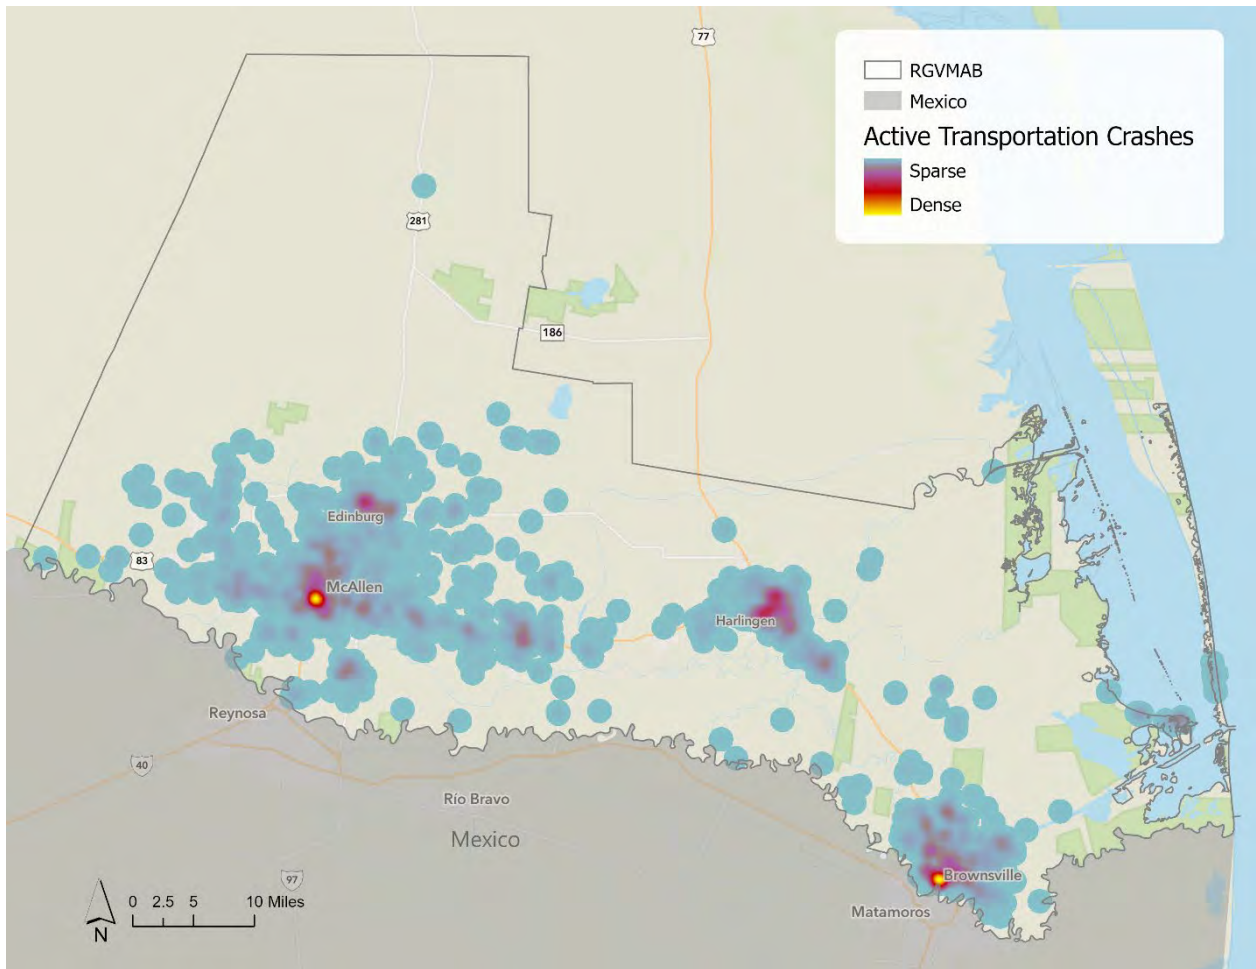 77
RGVMAB
Mexico
Active Transportation Crashes
Sparse
Dense
281
186
Edinburg
83
McAllen
Harlingen
Reynosa
40
Río Bravo
Mexico
97
Brownsville
Matamoros
0 2.5 5 10 Miles
N